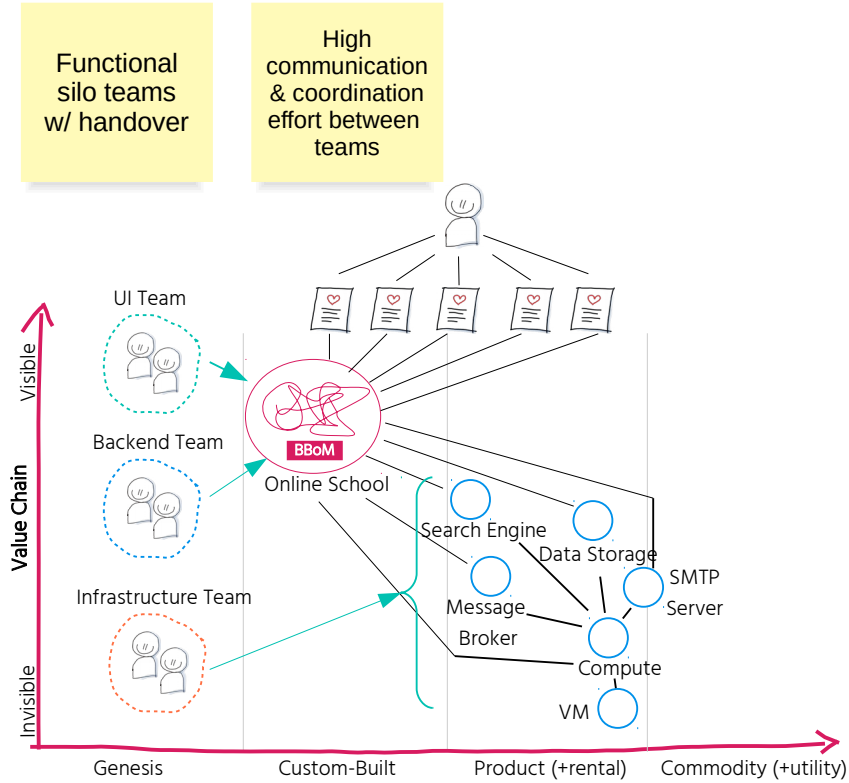 Functional
silo teams
w/ handover
High
communication
& coordination
effort between
teams
UI Team
Backend Team
Infrastructure Team
Value Chain
Visible
Invisible
BBoM
Online School
Search Engine
Data Storage
SMTP
Server
Message
Broker
Compute
VM
Genesis
Custom-Built
Product (+rental)
Commodity (+utility)